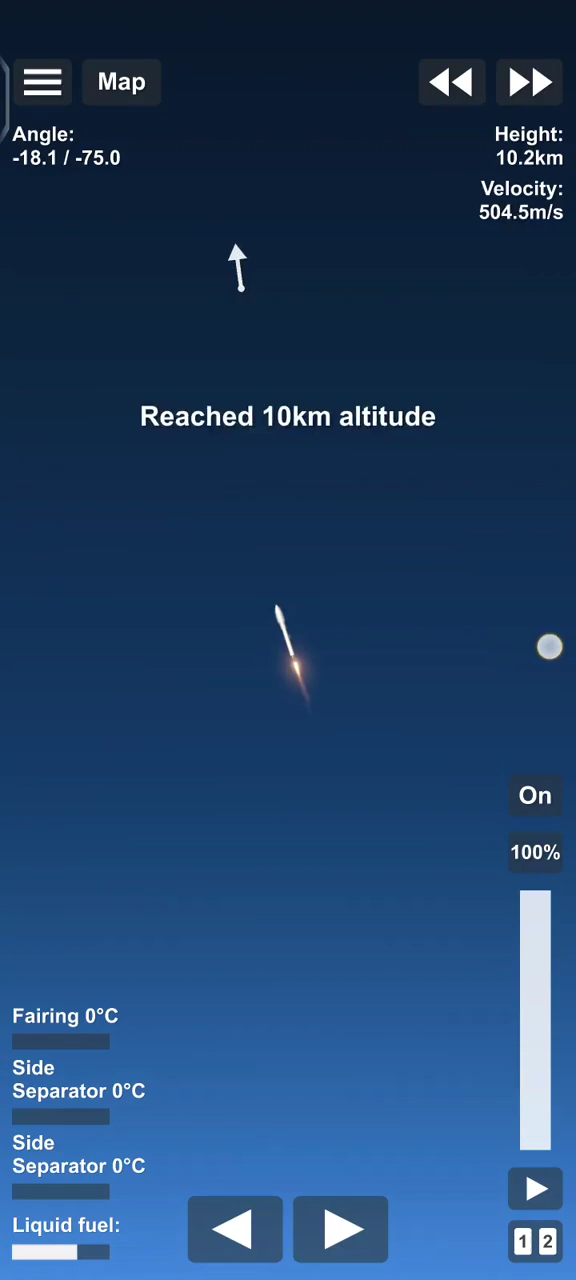 Map
Angle:
-18.1 / -75.0
Height:
10.2km
Velocity:
504.5m/s
Reached 10km altitude
On
100%
Fairing 0°C
Side
Separator 0°C
Side
Separator 0°C
Liquid fuel:
1 2